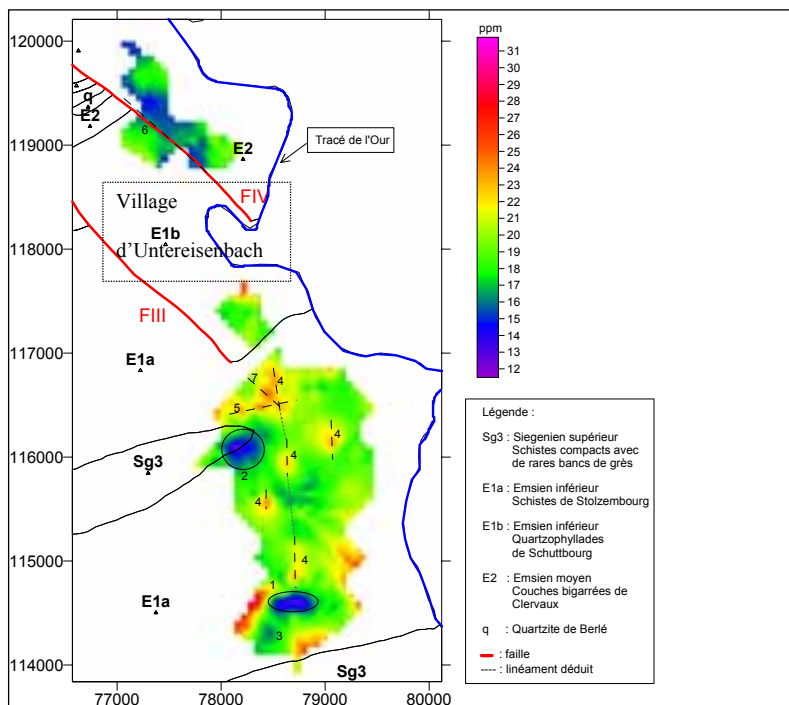 120000
119000
118000
117000
116000
115000
114000
77000
78000
79000
80000
q
E2
6
E2
Tracé de l'Our
FIV
Village
E1b
d'Untereisenbach
FIII
E1a
7
4
5
4
Sg3
2
4
4
4
E1a
1
3
Sg3
ppm
31
30
29
28
27
26
25
24
23
22
21
20
19
18
17
16
15
14
13
12
Légende :
Sg3 : Siegenien supérieur
Schistes compacts avec
de rares bancs de grès
E1a : Emsien inférieur
Schistes de Stolzembourg
E1b : Emsien inférieur
Quartzophyllades
de Schuttbourg
E2 : Emsien moyen
Couches bigarrées de
Clervaux
q : Quartzite de Berlé
: faille
: linéament déduit